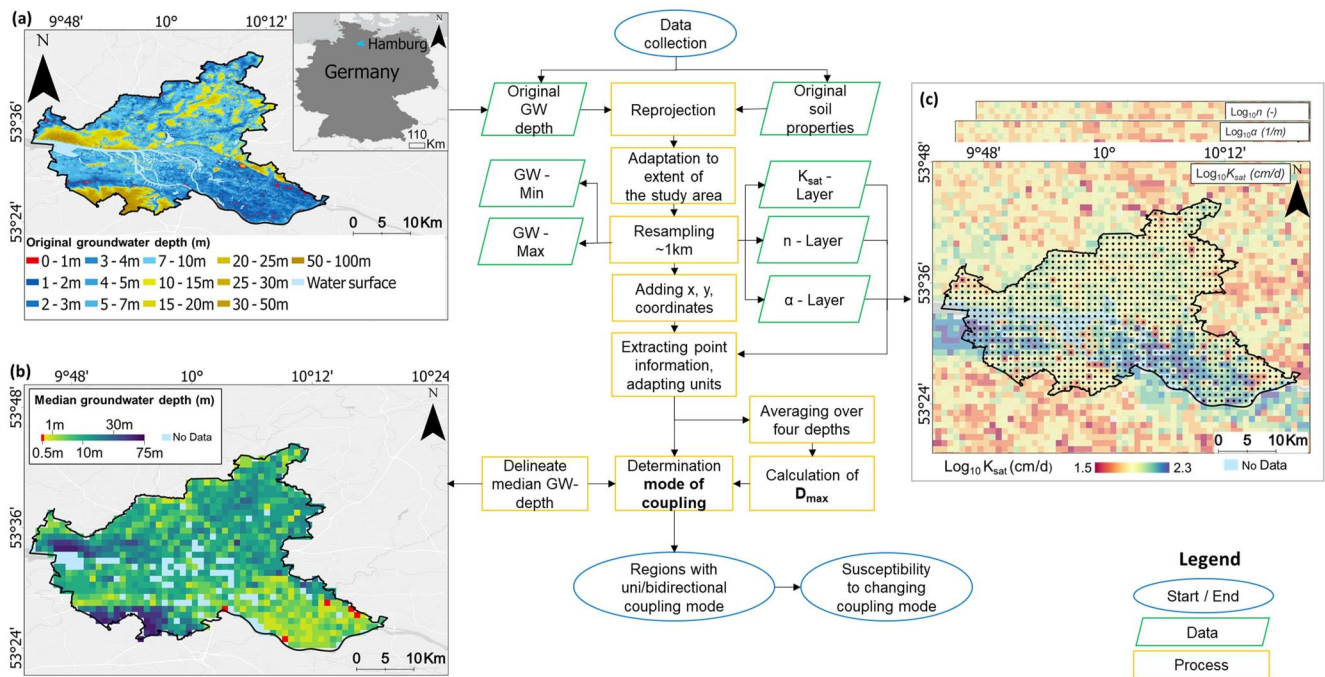 (a)
9°48'
10°
10°12'
N
N
Hamburg
Germany
110
Km
53°36'
53°24'
0 5 10 Km
Original groundwater depth (m)
0 - 1m 3 - 4m 7 - 10m 20 - 25m 50 - 100m
1 - 2m 4 - 5m 10 - 15m 25 - 30m Water surface
2 - 3m 5 - 7m 15 - 20m 30 - 50m
(b)
9°48'
10°
10°12'
10°24
N
53°48'
53°36'
53°24'
Median groundwater depth (m)
1m 30m No Data
0.5m 10m 75m
0 5 10 Km
Data
collection
Original
GW
depth
Reprojection
Original
soil
properties
Adaptation to
extent of
the study area
GW -
Min
GW -
Max
Resampling
~1km
Ksat -
Layer
n - Layer
α - Layer
Adding x, y,
coordinates
Extracting point
information,
adapting units
Averaging over
four depths
Delineate
median GW-
depth
Determination
mode of
coupling
Calculation of
Dmax
Regions with
uni/bidirectional
coupling mode
Susceptibility
to changing
coupling mode
(c)
Log10n (-)
Log10α (1/m)
9°48'
10°
10°12'
Log10Ksat (cm/d)
N
53°48'
53°36'
53°24'
0 5 10 Km
Log10 Ksat (cm/d) 1.5 2.3 No Data
Legend
Start / End
Data
Process